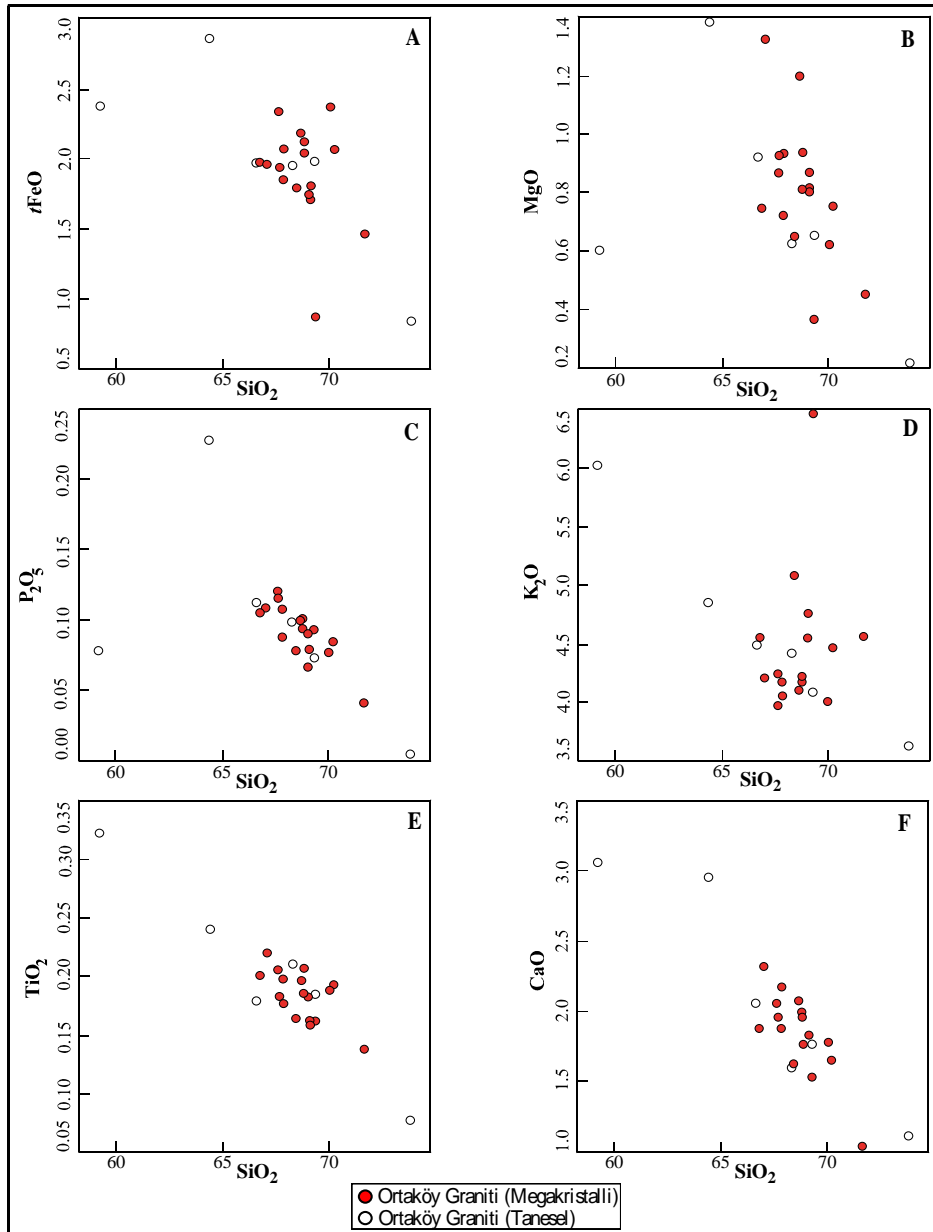 A
tFeO
3.0
2.5
2.0
1.5
1.0
0.5
60 65 70
SiO₂
B
MgO
1.4
1.2
1.0
0.8
0.6
0.4
0.2
60 65 70
SiO₂
C
P₂O₅
0.25
0.20
0.15
0.10
0.05
0.00
60 65 70
SiO₂
D
K₂O
6.5
6.0
5.5
5.0
4.5
4.0
3.5
60 65 70
SiO₂
E
TiO₂
0.35
0.30
0.25
0.20
0.15
0.10
0.05
60 65 70
SiO₂
F
CaO
3.5
3.0
2.5
2.0
1.5
1.0
60 65 70
SiO₂
Ortaköy Graniti (Megakristalli)
Ortaköy Graniti (Tanesel)